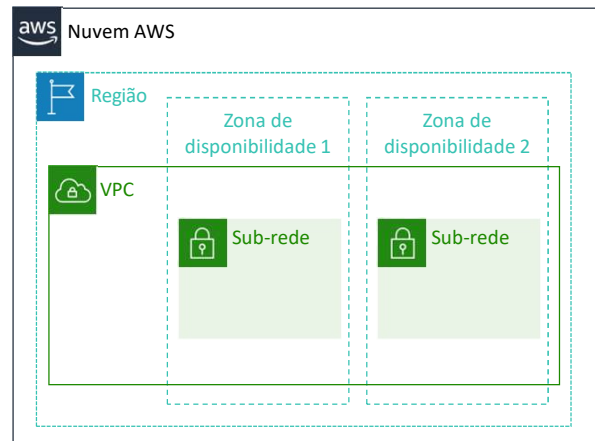 aws
Nuvem AWS
Região
Zona de
disponibilidade 1
Zona de
disponibilidade 2
VPC
Sub-rede
Sub-rede